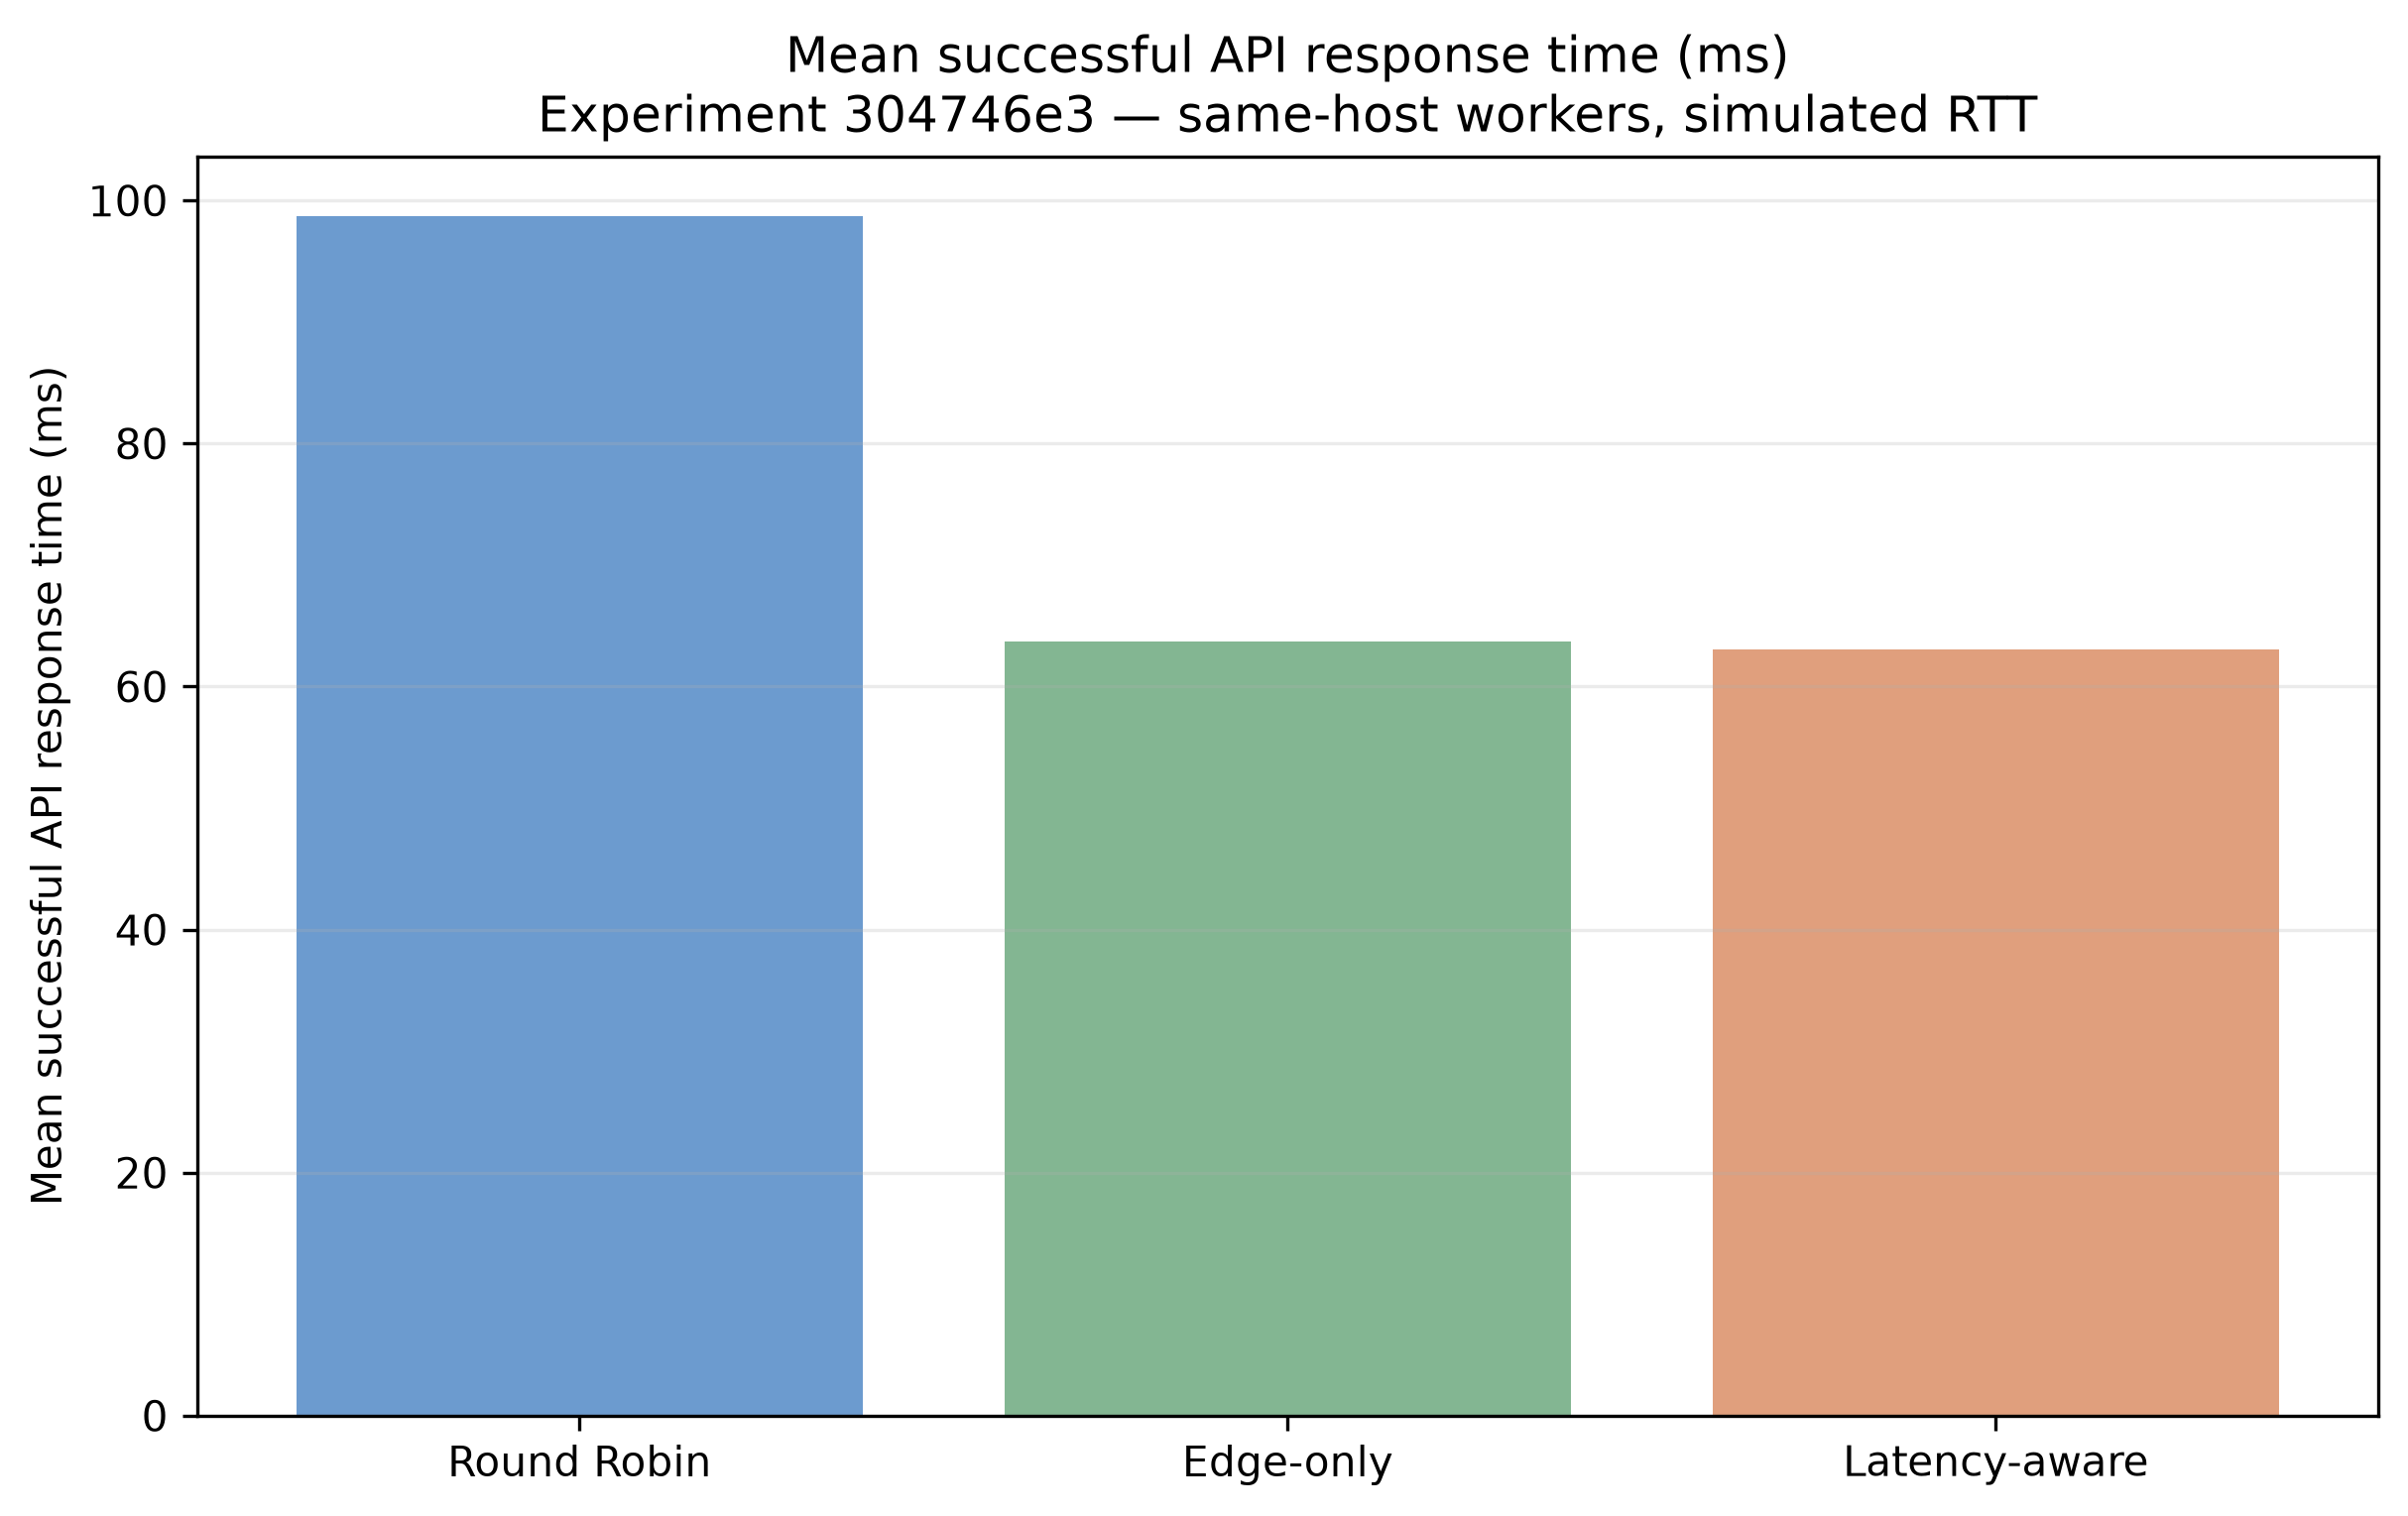 Mean successful API response time (ms)
Experiment 304746e3 — same-host workers, simulated RTT
Mean successful API response time (ms)
100
80
60
40
20
0
Round Robin
Edge-only
Latency-aware